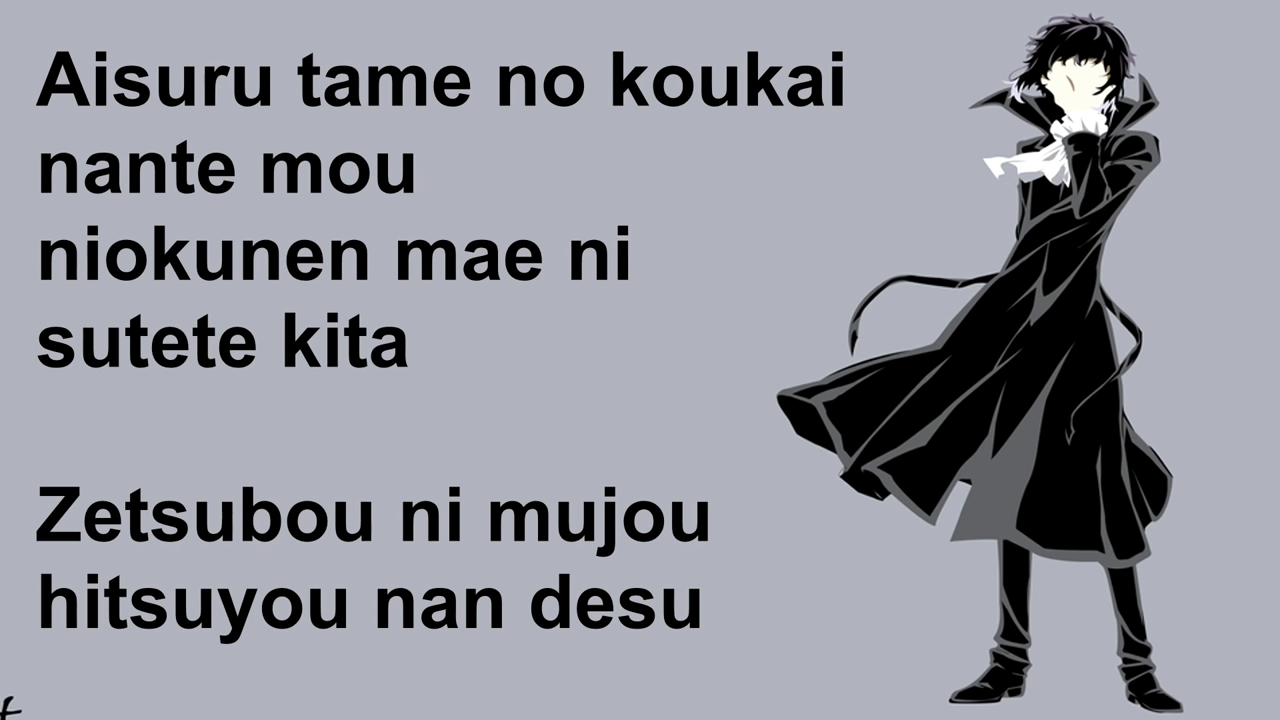 Aisuru tame no koukai
nante mou
niokunen mae ni
sutete kita
Zetsubou ni mujou
hitsuyou nan desu